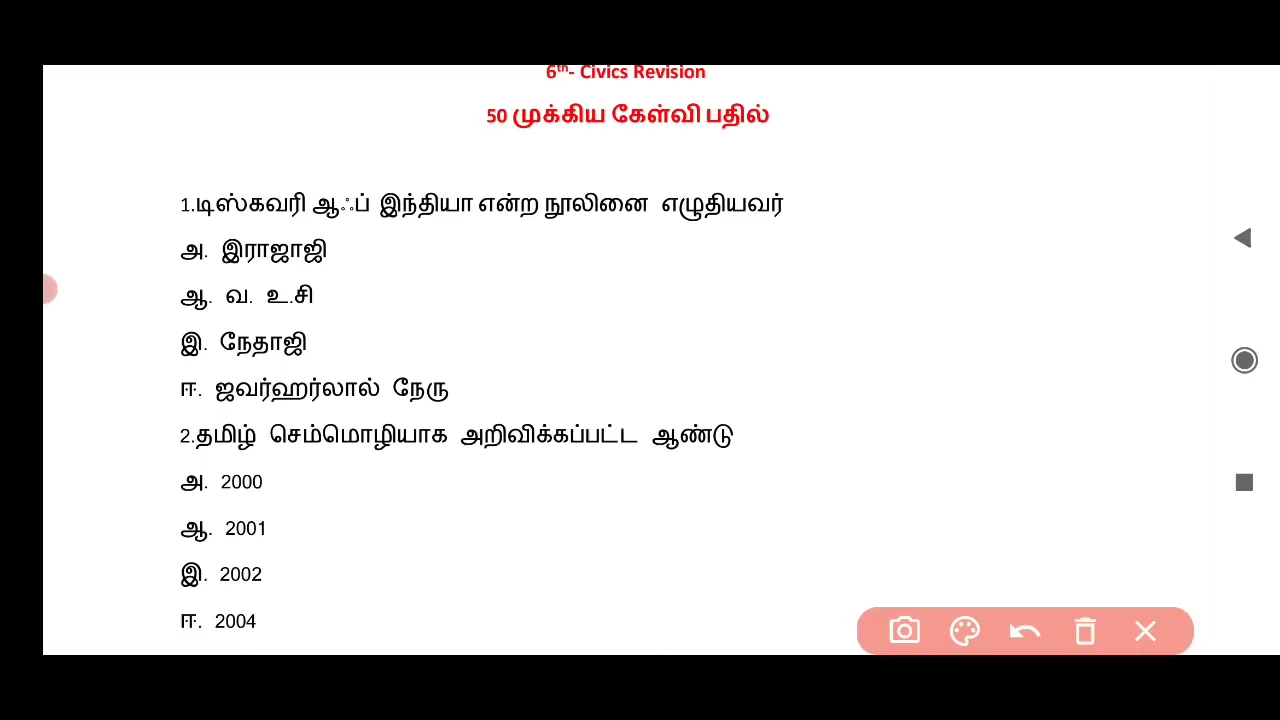 6th- Civics Revision
50 முக்கிய கேள்வி பதில்
1.டிஸ்கவரி ஆஃப் இந்தியா என்ற நூலினை எழுதியவர்
அ. இராஜாஜி
ஆ. வ. உ.சி
இ. நேதாஜி
ஈ. ஜவர்ஹர்லால் நேரு
2.தமிழ் செம்மொழியாக அறிவிக்கப்பட்ட ஆண்டு
அ. 2000
ஆ. 2001
இ. 2002
ஈ. 2004